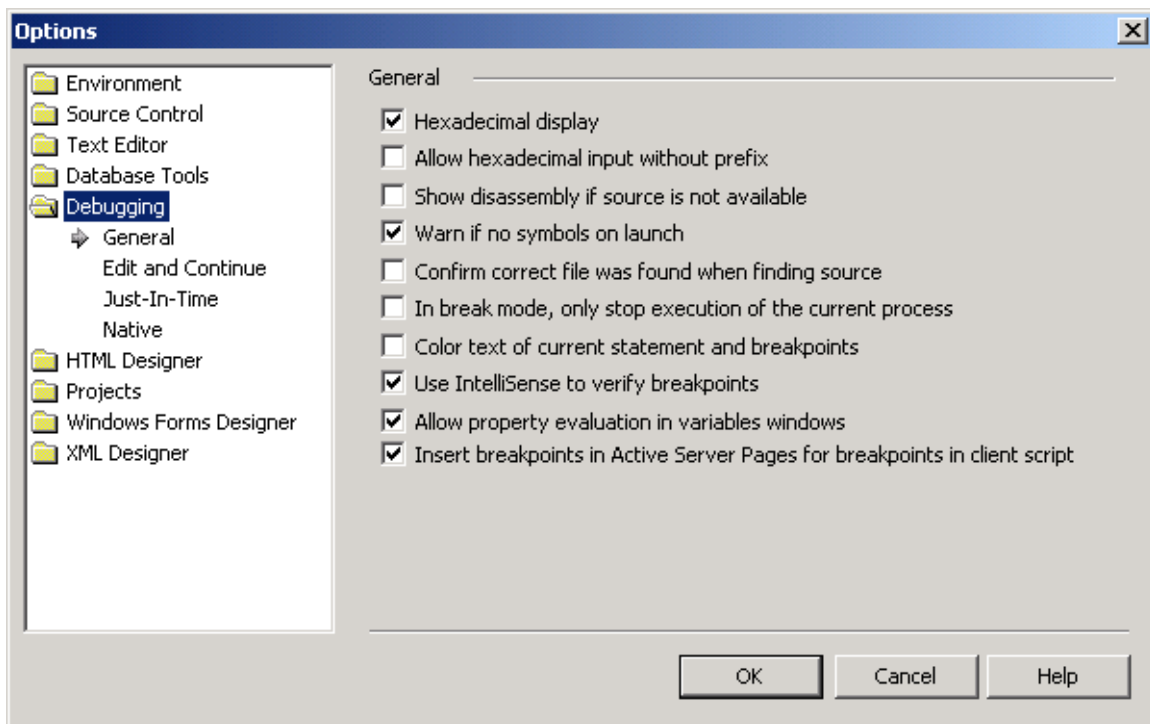 Options
Environment
Source Control
Text Editor
Database Tools
Debugging
General
Edit and Continue
Just-In-Time
Native
HTML Designer
Projects
Windows Forms Designer
XML Designer
General
Hexadecimal display
Allow hexadecimal input without prefix
Show disassembly if source is not available
Warn if no symbols on launch
Confirm correct file was found when finding source
In break mode, only stop execution of the current process
Color text of current statement and breakpoints
Use IntelliSense to verify breakpoints
Allow property evaluation in variables windows
Insert breakpoints in Active Server Pages for breakpoints in client script
OK
Cancel
Help